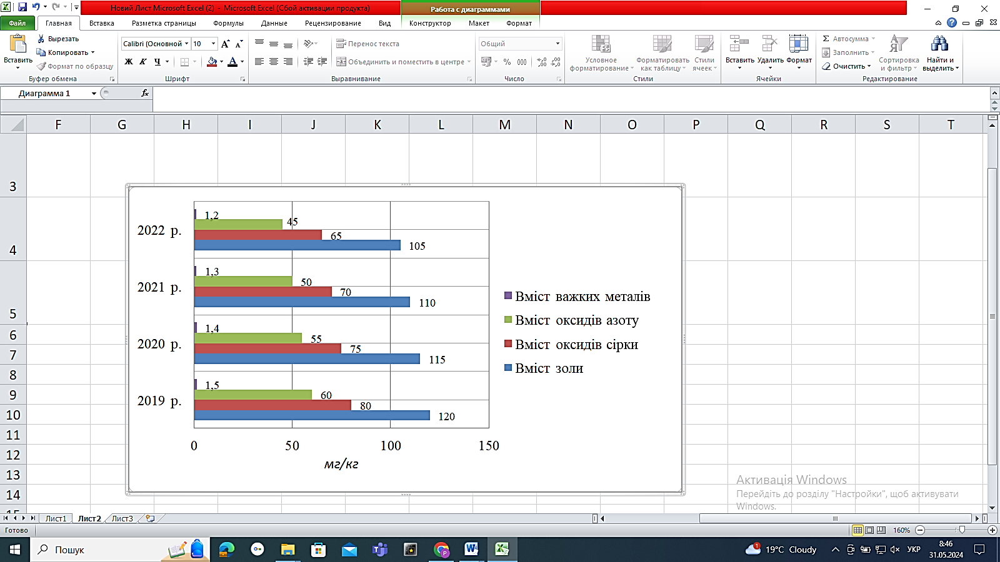 Новий Лист Microsoft Excel (2) - Microsoft Excel (Сбой активации продукта)
Работа с диаграммами
Файл Главная Вставка Разметка страницы Формулы Данные Рецензирование Вид Конструктор Макет Формат
Вставить
Вырезать
Копировать
Формат по образцу
Буфер обмена
Calibri (Основной 10
Ж К Ч
Шрифт
Перенос текста
Объединить и поместить в центре
Выравнивание
Общий
% 000
Число
Условное форматирование
Форматировать как таблицу
Стили ячеек
Стили
Вставить Удалить Формат
Ячейки
Σ Автосумма
Заполнить
Очистить
Сортировка и фильтр
Найти и выделить
Редактирование
Диаграмма 1 fx
F G H I J K L M N O P Q R S T
3
4
5
6
7
8
9
10
11
12
13
14
15
2022 р. 1,2 45 65 105
2021 р. 1,3 50 70 110
2020 р. 1,4 55 75 115
2019 р. 1,5 60 80 120
0 50 100 150
мг/кг
Вміст важких металів
Вміст оксидів азоту
Вміст оксидів сірки
Вміст золи
Активація Windows
Перейдіть до розділу "Настройки", щоб активувати
Windows.
Лист1 Лист2 Лист3
Готово 160%
Пошук
1 19°C Cloudy УКР 8:46
31.05.2024